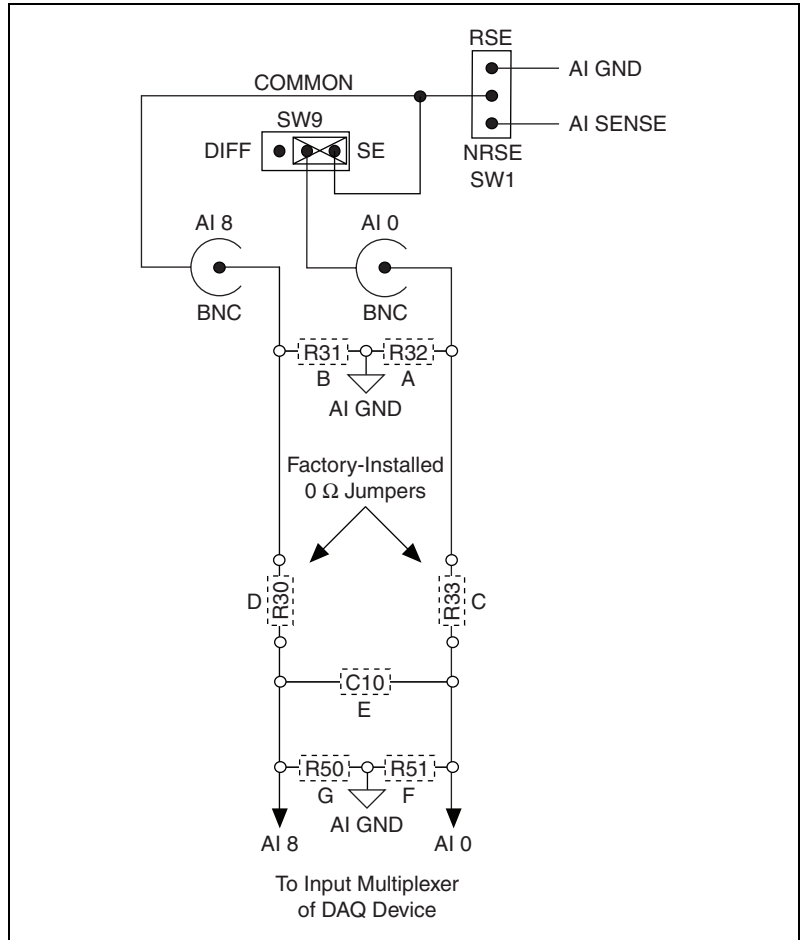 RSE
AI GND
COMMON
SW9
DIFF
SE
AI SENSE
NRSE
SW1
AI 8
AI 0
BNC
BNC
R31
R32
B
A
AI GND
Factory-Installed
0 Ω Jumpers
D
R30
R33
C
C10
E
R50
R51
G
F
AI GND
AI 8
AI 0
To Input Multiplexer
of DAQ Device